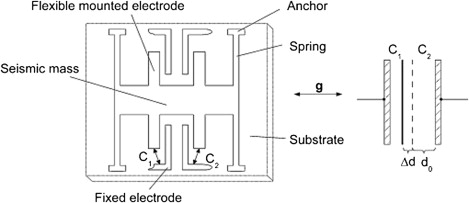 Flexible mounted electrode
Anchor
Spring
Seismic mass
g
C1 C2
Substrate
C1 C2
Fixed electrode
Δd d0